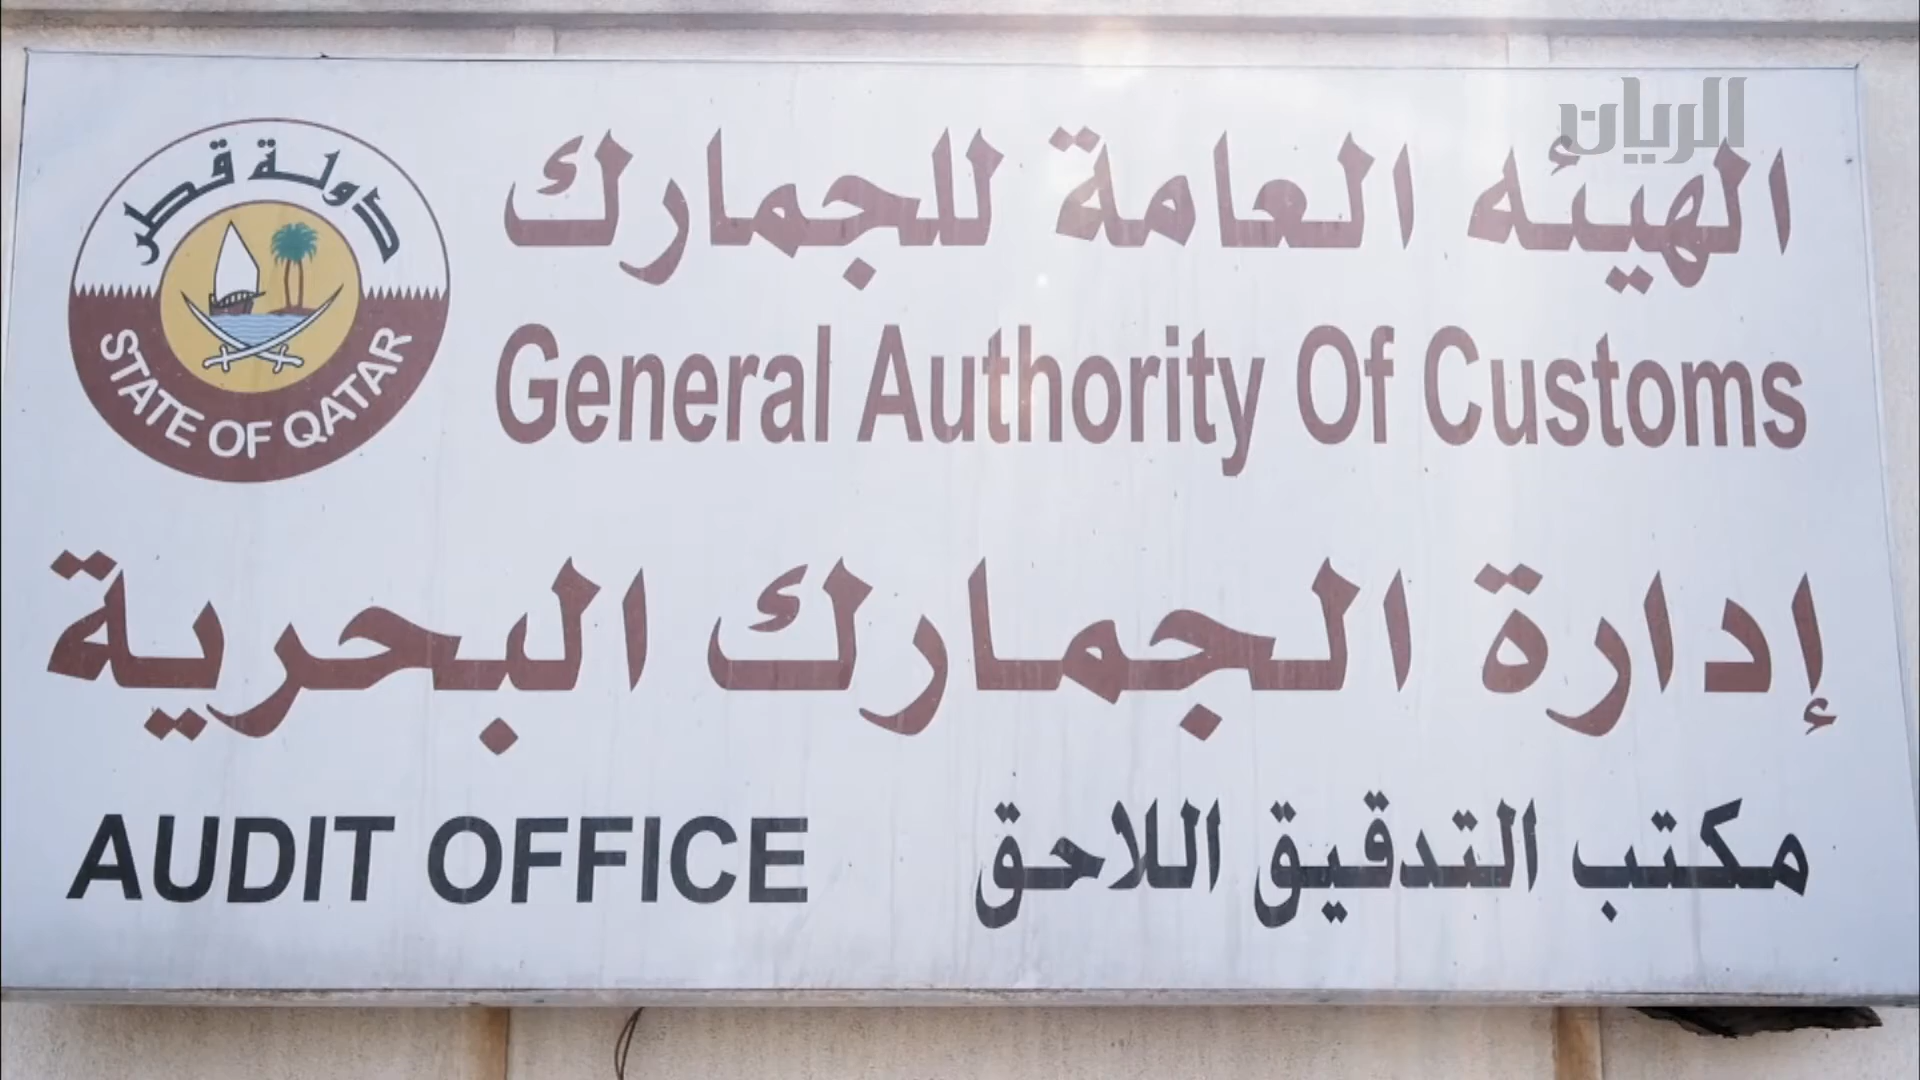 الريان
دولة قطر
STATE OF QATAR
الهيئه العامة للجمارك
General Authority Of Customs
إدارة الجمارك البحرية
مكتب التدقيق اللاحق
AUDIT OFFICE